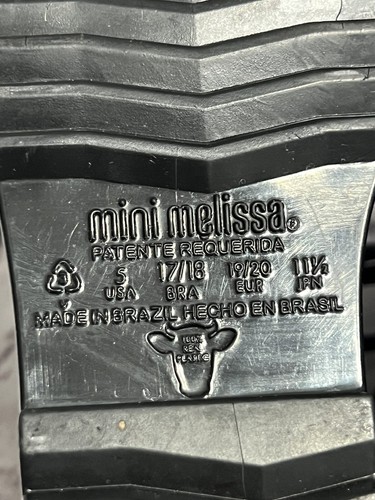 mini melissa®
PATENTE REQUERIDA
5 17/18 19/20 11½
USA BRA EUR JPN
MADE IN BRAZIL HECHO EN BRASIL